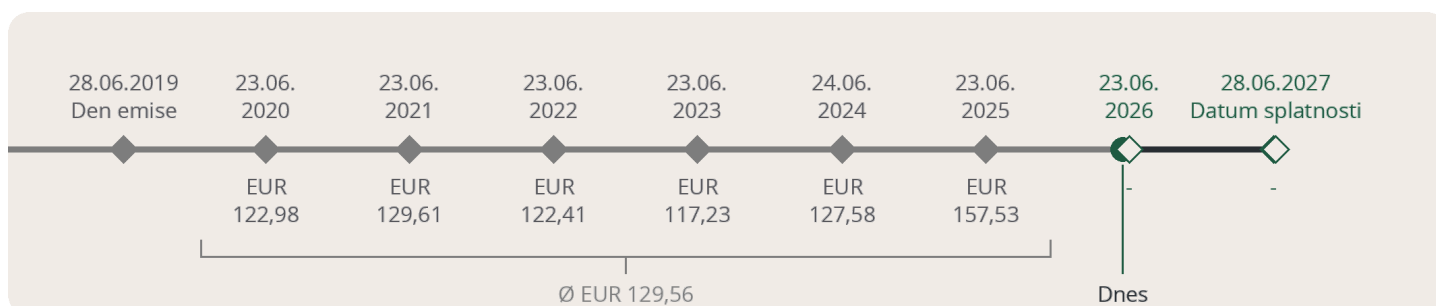 28.06.2019
Den emise
23.06.
2020
23.06.
2021
23.06.
2022
23.06.
2023
24.06.
2024
23.06.
2025
23.06.
2026
28.06.2027
Datum splatnosti
EUR
122,98
EUR
129,61
EUR
122,41
EUR
117,23
EUR
127,58
EUR
157,53
-
-
Ø EUR 129,56
Dnes